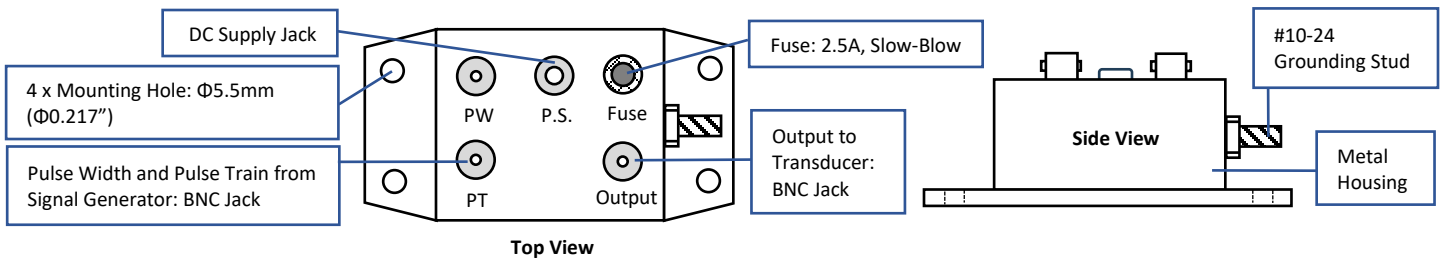 DC Supply Jack
4 x Mounting Hole: Φ5.5mm
(Φ0.217”)
Pulse Width and Pulse Train from
Signal Generator: BNC Jack
PW
P.S.
Fuse
PT
Output
Top View
Fuse: 2.5A, Slow-Blow
Output to
Transducer:
BNC Jack
Side View
#10-24
Grounding Stud
Metal
Housing